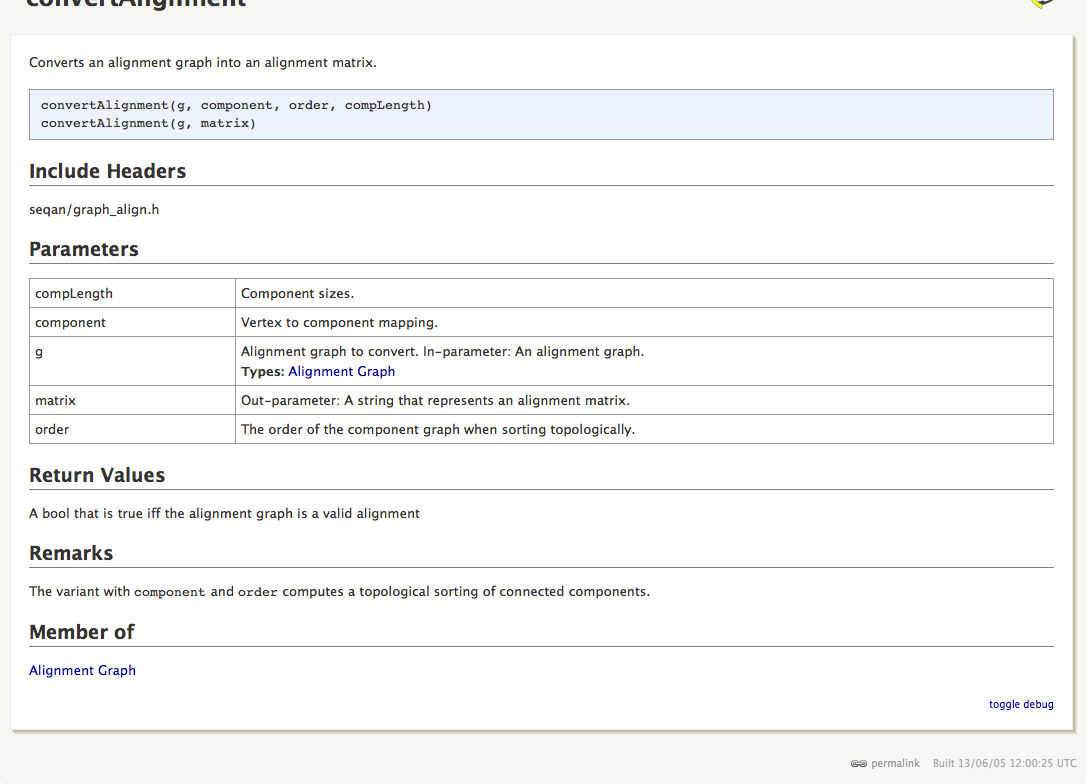 convertAlignment
Converts an alignment graph into an alignment matrix.
convertAlignment(g, component, order, compLength)
convertAlignment(g, matrix)
Include Headers
seqan/graph_align.h
Parameters
compLength Component sizes.
component Vertex to component mapping.
g Alignment graph to convert. In-parameter: An alignment graph.
Types: Alignment Graph
matrix Out-parameter: A string that represents an alignment matrix.
order The order of the component graph when sorting topologically.
Return Values
A bool that is true iff the alignment graph is a valid alignment
Remarks
The variant with component and order computes a topological sorting of connected components.
Member of
Alignment Graph
toggle debug
permalink Built 13/06/05 12:00:25 UTC